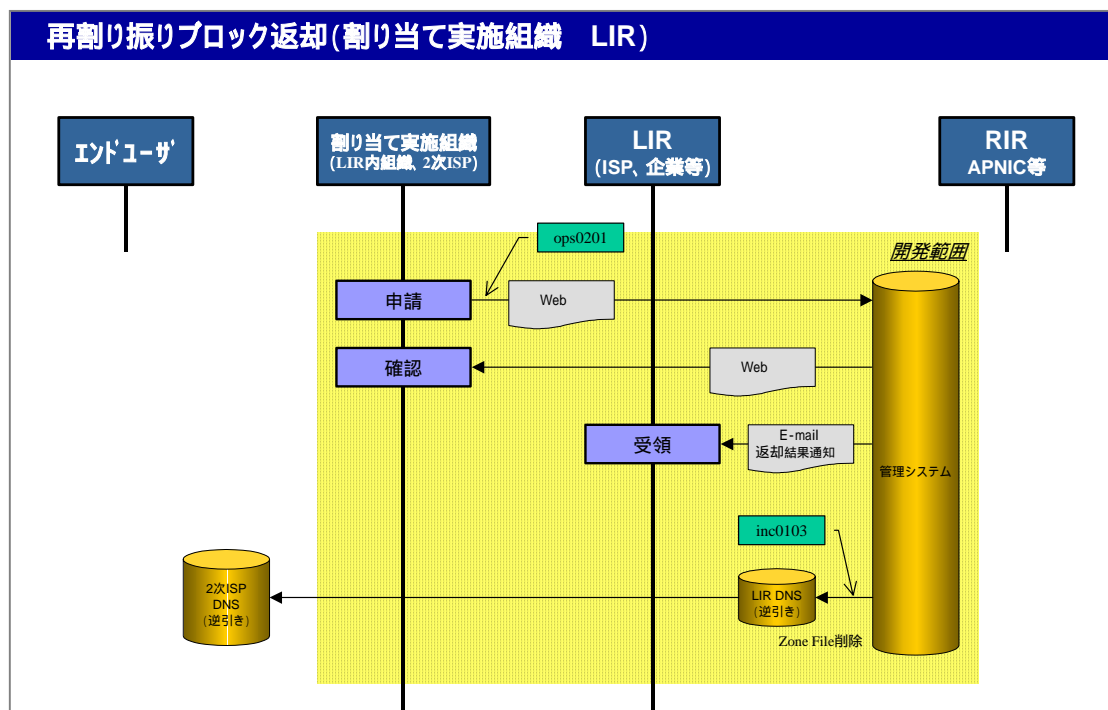 再割り振りブロック返却(割り当て実施組織　LIR)
エンドユーザ
割り当て実施組織
(LIR内組織、2次ISP)
LIR
(ISP、企業等)
RIR
APNIC等
ops0201
開発範囲
申請
Web
確認
Web
受領
E-mail
返却結果通知
管理システム
inc0103
2次ISP
DNS
(逆引き)
LIR DNS
(逆引き)
Zone File削除